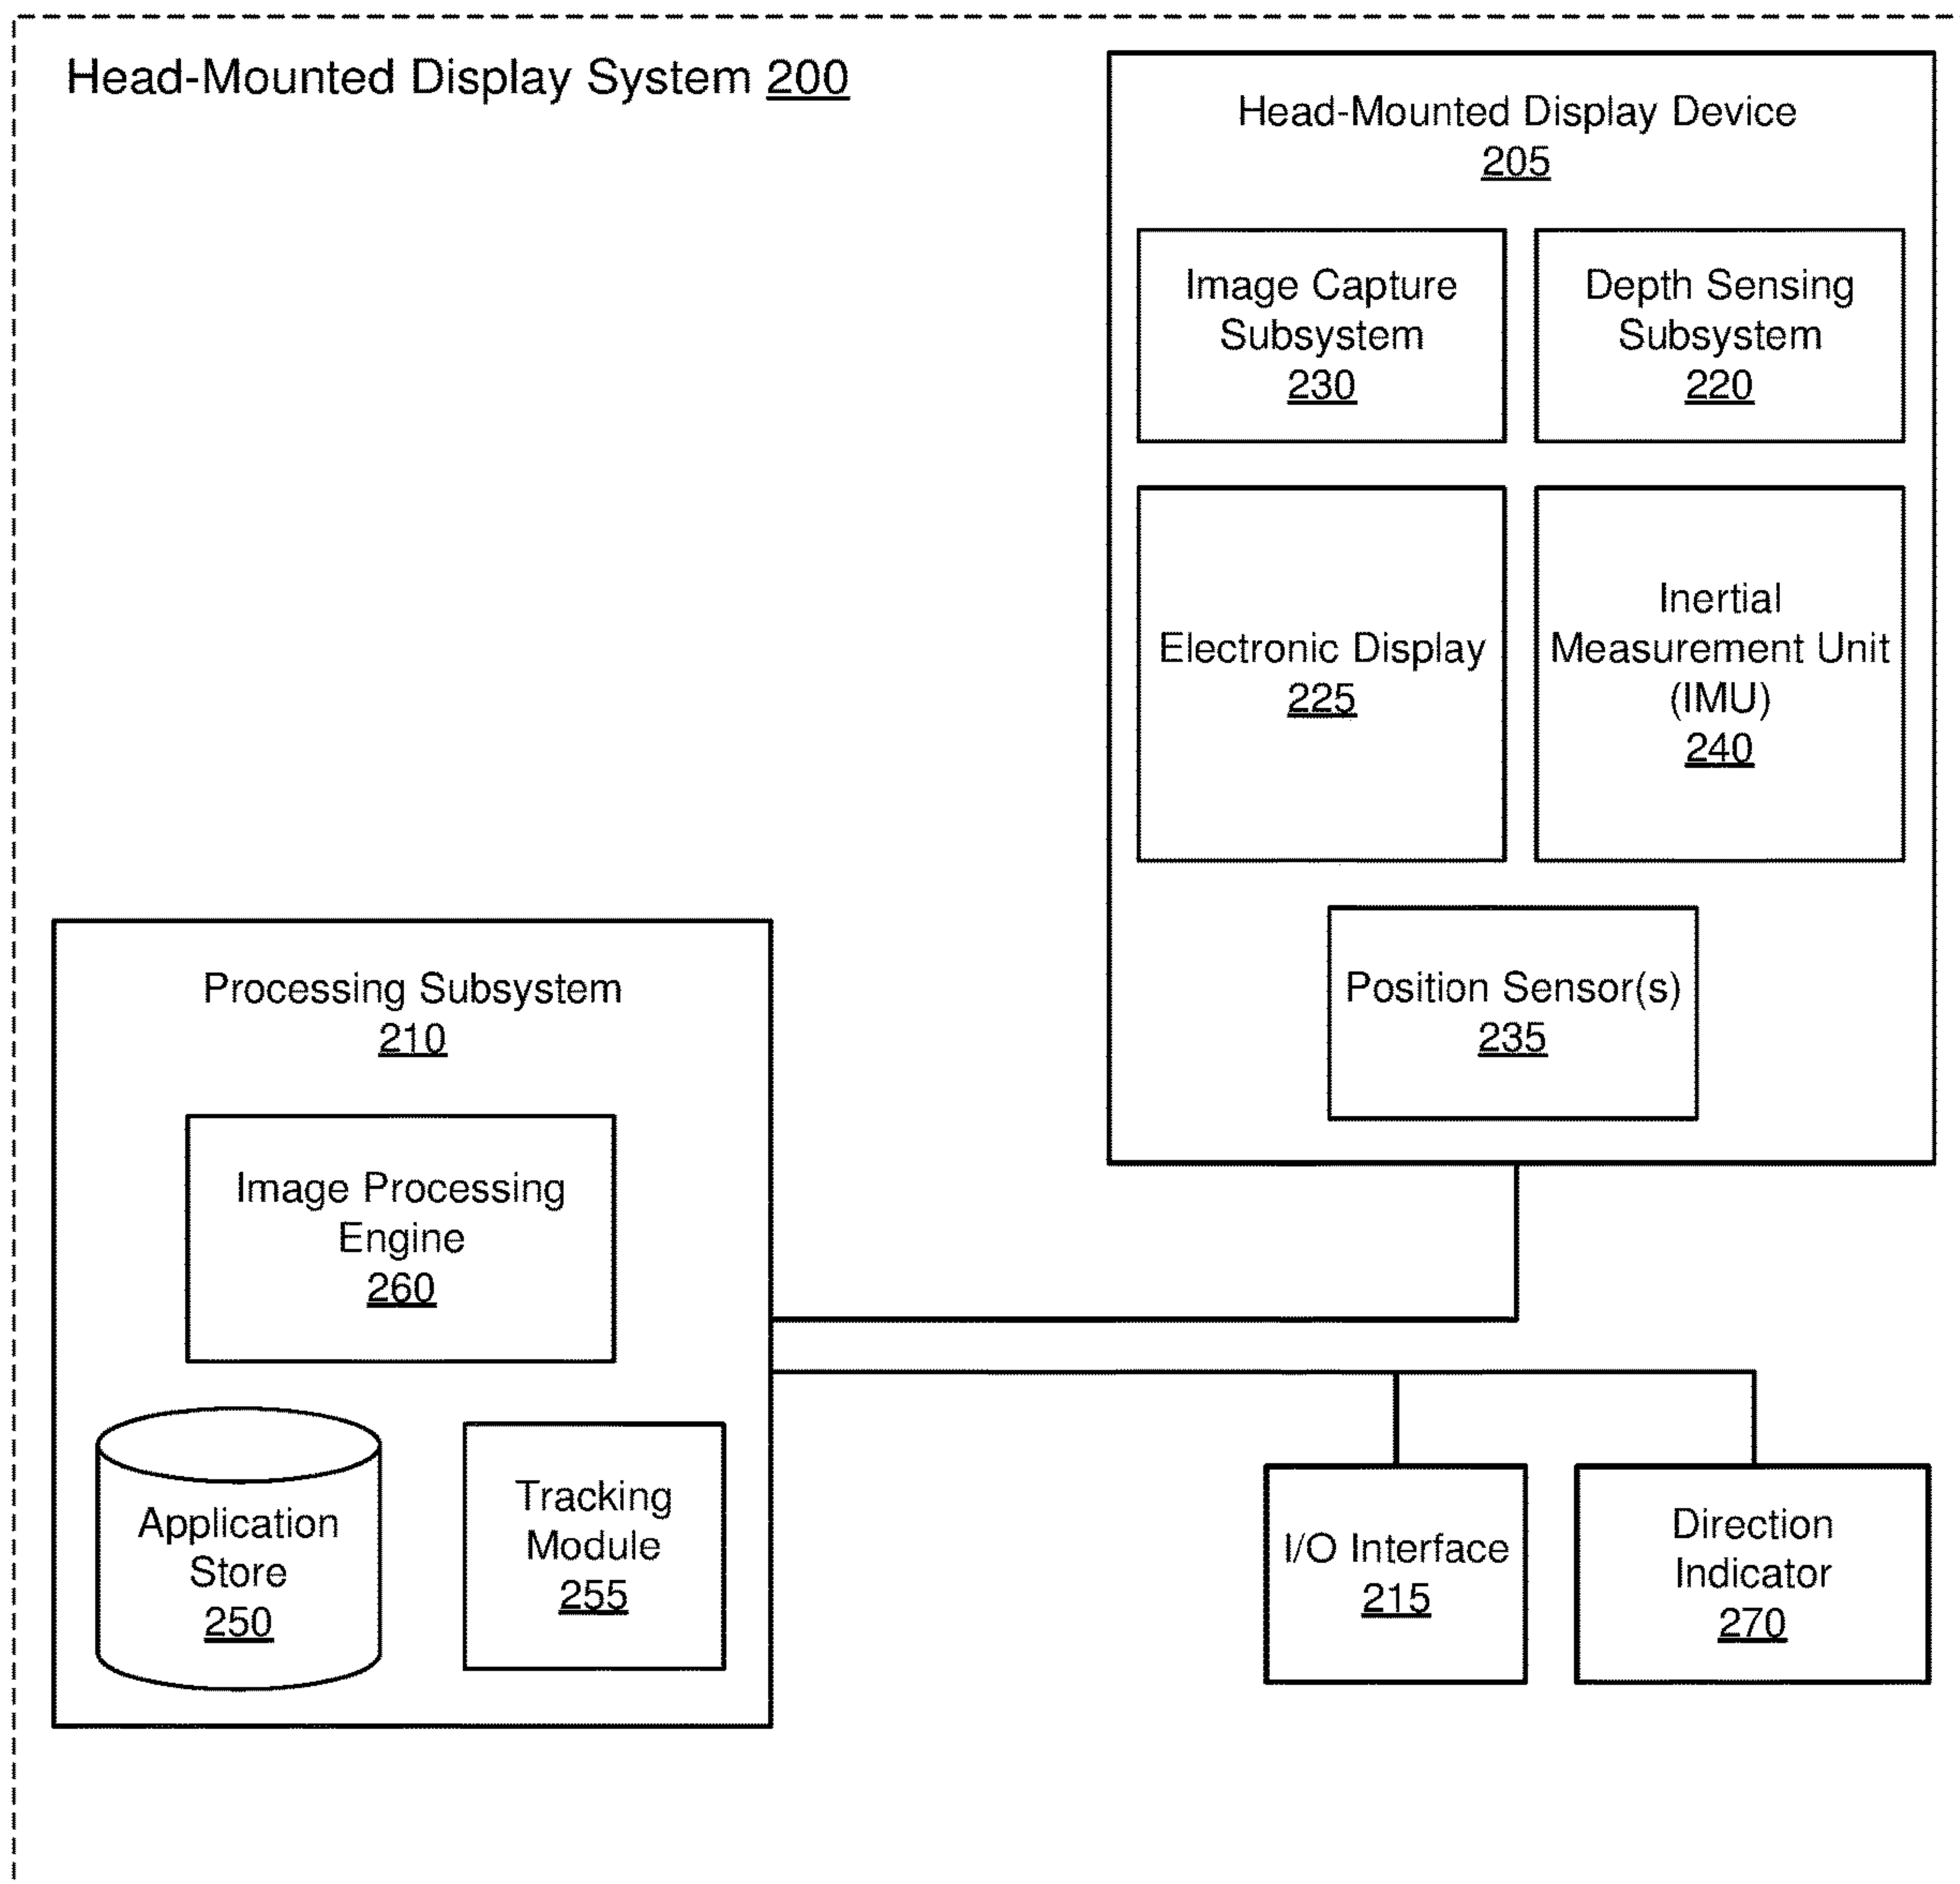 Head-Mounted Display System 200
Head-Mounted Display Device
205
Image Capture
Subsystem
230
Depth Sensing
Subsystem
220
Electronic Display
225
Inertial
Measurement Unit
(IMU)
240
Position Sensor(s)
235
Processing Subsystem
210
Image Processing
Engine
260
Application
Store
250
Tracking
Module
255
I/O Interface
215
Direction
Indicator
270